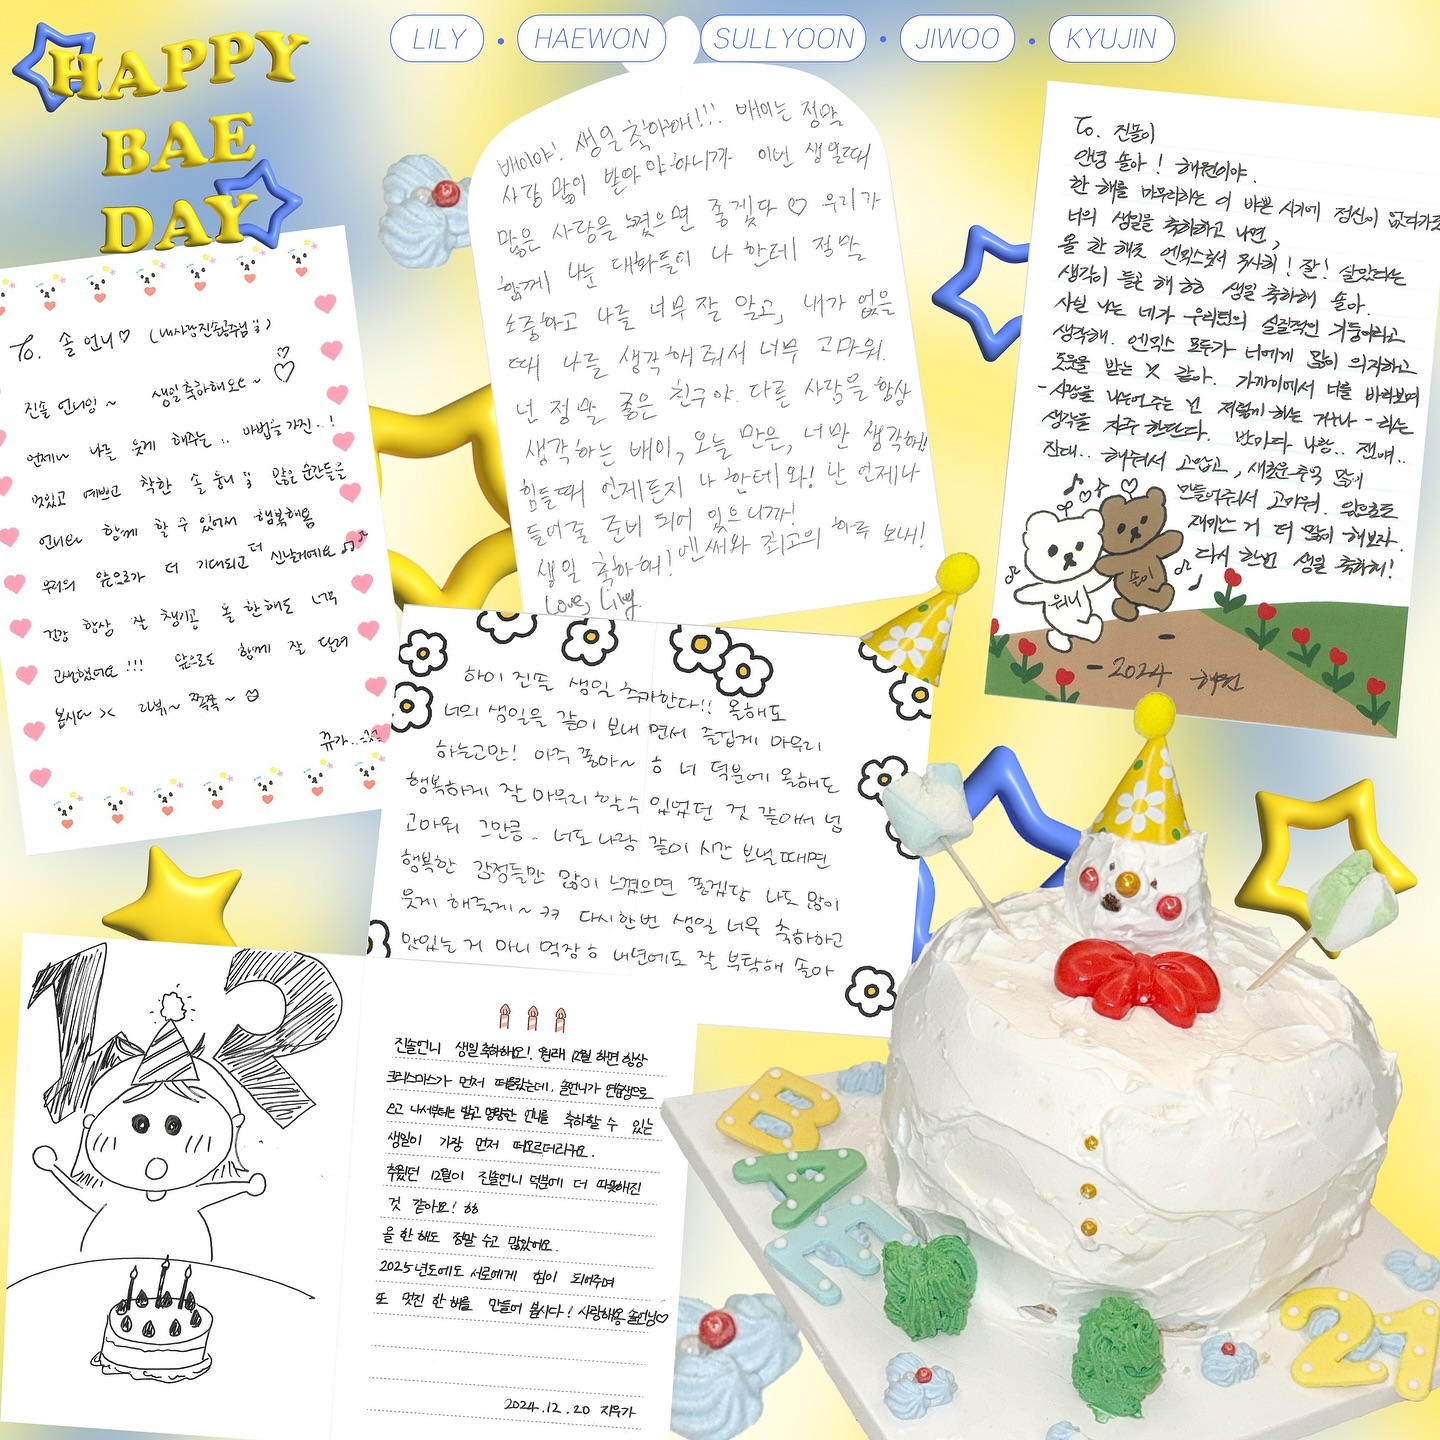 HAPPY
BAE
DAY
LILY • HAEWON
SULLYOON • JIWOO • KYUJIN
배이야! 생일 축하해!!! 배이는 정말
사랑 많이 받아야 하니까 이번 생일때
많은 사랑을 느꼈으면 좋겠다 ♡ 우리가
함께 나눈 대화들이 나한테 정말
소중하고 나를 너무 잘 알고, 내가 없을
때 나를 생각해줘서 너무 고마워.
넌 정말 좋은 친구야. 다른 사람을 항상
생각하는 배이, 오늘 만은, 너만 생각해!
힘들때 언제든지 나한테 와! 난 언제나
들어줄 준비 되어 있으니까!
생일 축하해! 엔써와 최고의 하루 보내!
Love, Lily.
To. 진솔이
안녕 솔아! 해원이야.
한 해를 마무리하는 이 바쁜 시기에 정신이 없다가도
너의 생일을 축하하고 나면,
올 한 해도 엔믹스로서 무사히! 잘! 살았다는
생각이 들곤 해 ㅎㅎ 생일 축하해 솔아.
사실 나는 네가 우리팀의 실질적인 기둥이라고
생각해. 엔믹스 모두가 너에게 많이 의지하고
도움을 받는 것 같아. 가까이에서 너를 바라보며
-사랑을 나눠주는 건 저렇게 하는 거구나- 라는
생각을 자주 한단다. 밤마다 나랑.. 전예..
잔대.. 해줘서 고맙고, 새로운 추억 많이
만들어줘서 고마워. 앞으로도
재미있는 거 더 많이 해보자.
다시 한번 생일 축하해!
워니
솔이
-2024- 해원
To. 솔 언니♡ (내사랑진솔공주님)
진솔 언니임~ 생일축하해요오~ ♡
언제나 나를 웃게 해주는.. 마법을 가진..!
멋있고 예쁘고 착한 솔 웅니 많은 순간들을
언니와 함께 할 수 있어서 행복해욤
우리의 앞으로가 더 기대되고 더 신날거에요 ♪♪
건강 항상 잘 챙기공 올 한해도 너무
고생했어요!!! 앞으로도 함께 잘 달려
봅시다 >< 라뷰~ 쪽쪽~ ♡
쀼가..
하이 진똘 생일 추카한다!! 올해도
너의 생일을 같이 보내면서 즐겁게 마무리
하는고만! 아주 좋아~ ㅎ 너 덕분에 올해도
행복하게 잘 마무리 할 수 있었던 것 같아서 넘
고마워 그만큼.. 너도 나랑 같이 시간 보낼때면
행복한 감정들만 많이 느꼈으면 좋겠당 나도 많이
웃게 해줄게~ ㅋㅋ 다시한번 생일 너무 축하하고
맛있는 거 마니 먹장ㅎ 내년에도 잘 부탁해 솔아
12
진솔언니 생일축하해요! 원래 12월 하면 항상
크리스마스가 먼저 떠올랐는데, 솔언니가 연습생으로
오고 나서부터는 밝고 명랑한 언니를 축하할 수 있는
생일이 가장 먼저 떠오르더라구요.
추웠던 12월이 진솔언니 덕분에 더 따뜻해진
것 같아요! ㅎㅎ
올 한 해도 정말 수고 많았어요.
2025년도에도 서로에게 힘이 되어주며
또 멋진 한 해를 만들어 봅시다! 사랑해용 솔언님♡
2024.12.20 지우가
BAE
21